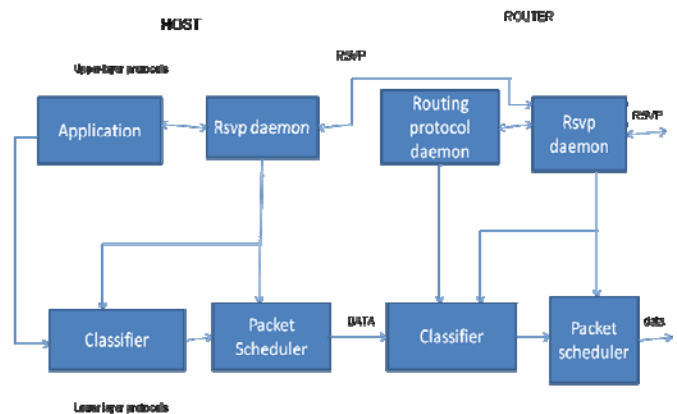 HOST
ROUTER
RSVP
Upper-layer protocols
Application
Rsvp daemon
Routing
protocol
daemon
Rsvp
daemon
RSVP
Classifier
Packet
Scheduler
DATA
Classifier
Packet
scheduler
data
Lower layer protocols